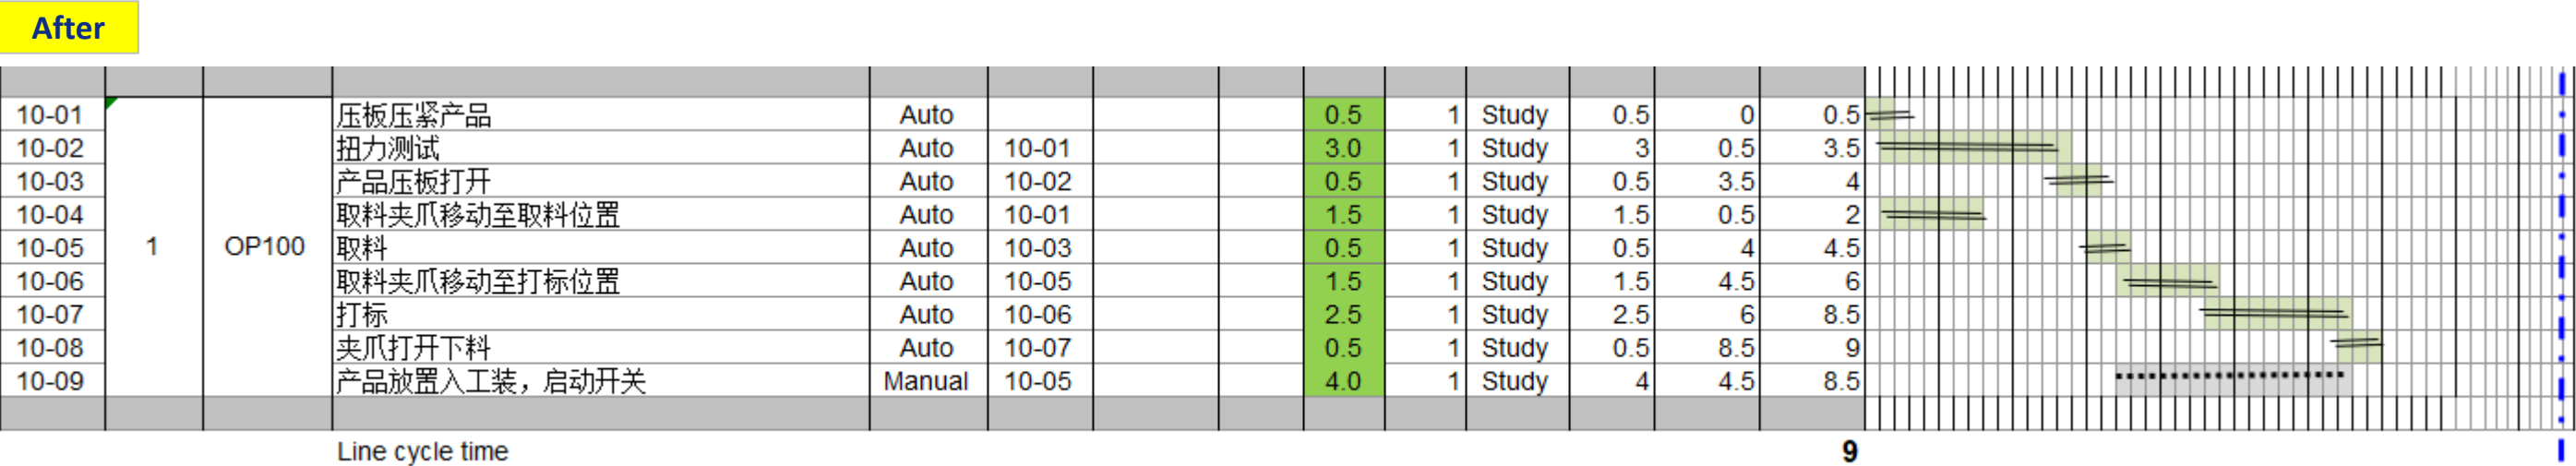 After
10-01 压板压紧产品 Auto 0.5 1 Study 0.5 0 0.5
10-02 扭力测试 Auto 10-01 3.0 1 Study 3 0.5 3.5
10-03 产品压板打开 Auto 10-02 0.5 1 Study 0.5 3.5 4
10-04 取料夹爪移动至取料位置 Auto 10-01 1.5 1 Study 1.5 0.5 2
10-05 1 OP100 取料 Auto 10-03 0.5 1 Study 0.5 4 4.5
10-06 取料夹爪移动至打标位置 Auto 10-05 1.5 1 Study 1.5 4.5 6
10-07 打标 Auto 10-06 2.5 1 Study 2.5 6 8.5
10-08 夹爪打开下料 Auto 10-07 0.5 1 Study 0.5 8.5 9
10-09 产品放置入工装，启动开关 Manual 10-05 4.0 1 Study 4 4.5 8.5
Line cycle time 9